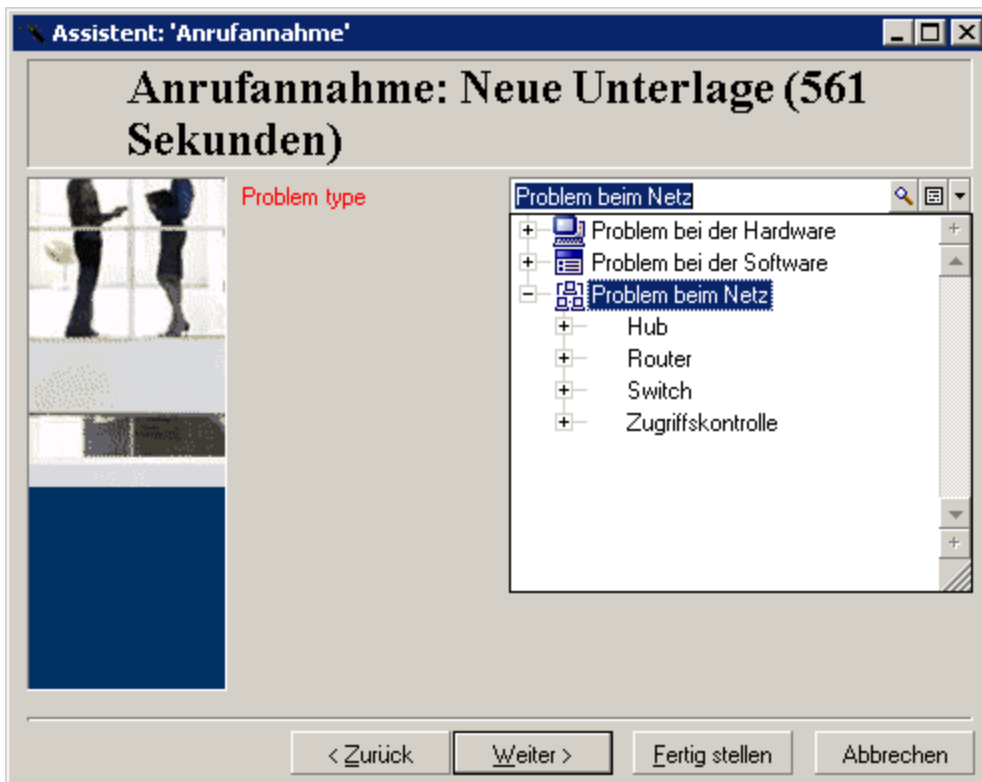 Assistent: 'Anrufannahme'
Anrufannahme: Neue Unterlage (561
Sekunden)
Problem type
Problem beim Netz
Problem bei der Hardware
Problem bei der Software
Problem beim Netz
Hub
Router
Switch
Zugriffskontrolle
< Zurück
Weiter >
Fertig stellen
Abbrechen